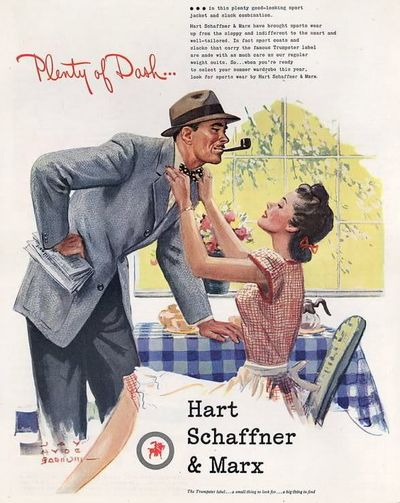 ●●● in this plenty good-looking sport
jacket and slack combination.
Hart Schaffner & Marx have brought sports wear
up from the sloppy and indifferent to the smart and
well-tailored. In fact sport coats and
slacks that carry the famous Trumpeter label
are made with as much care as our regular
weight suits. So...when you're ready
to select your summer wardrobe this year,
look for sports wear by Hart Schaffner & Marx.
Plenty of Dash...
JAY
HYDE
BARNUM
Hart
Schaffner
& Marx
The Trumpeter label...a small thing to look for...a big thing to find